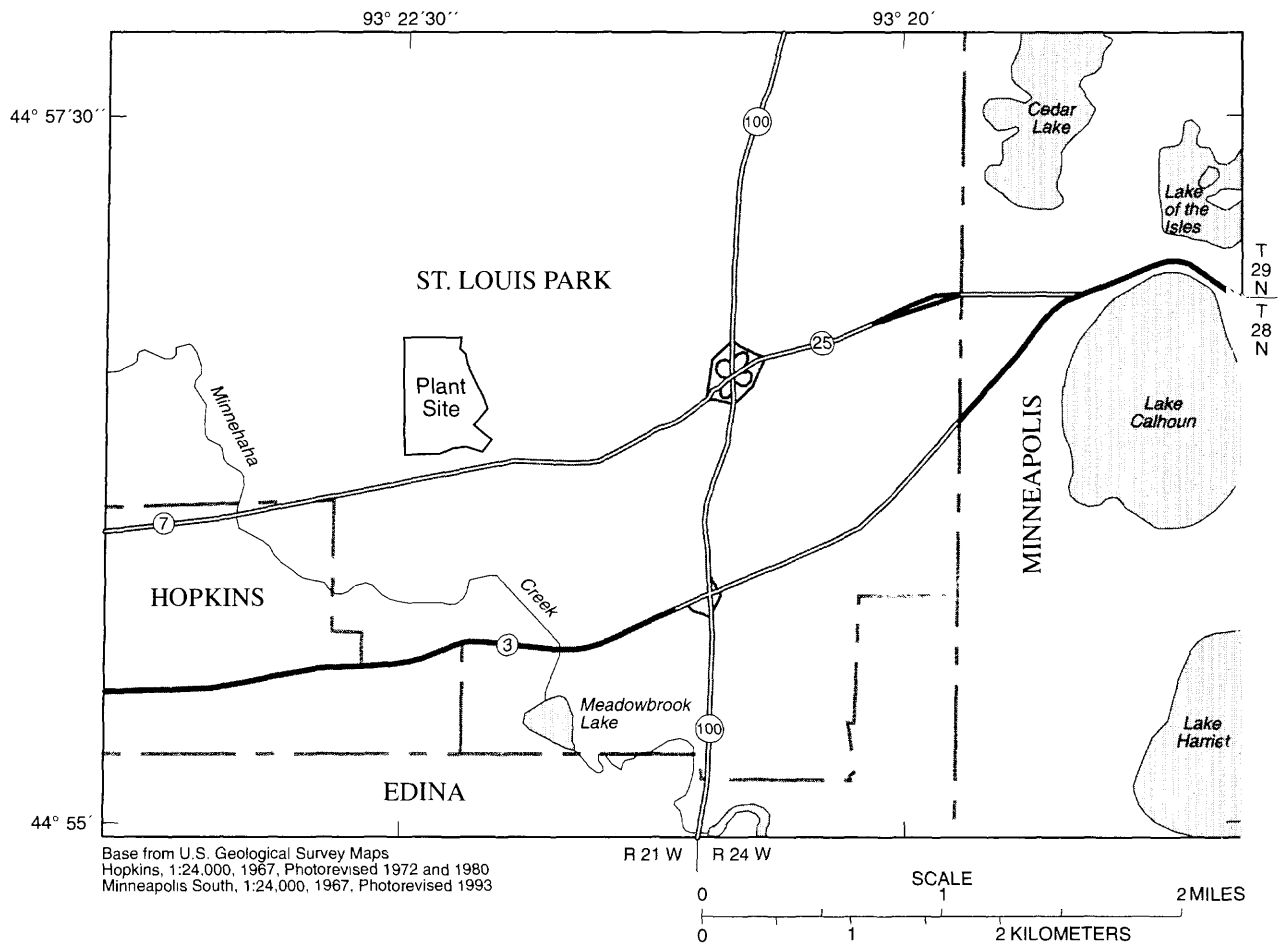 93° 22´30´´
93° 20´
44° 57´30´´
100
Cedar
Lake
Lake
of the
Isles
T
29
N
T
28
N
ST. LOUIS PARK
25
Plant
Site
Minnehaha
Lake
Calhoun
MINNEAPOLIS
7
HOPKINS
Creek
3
Meadowbrook
Lake
100
Lake
Harriet
EDINA
44° 55´
Base from U.S. Geological Survey Maps
Hopkins, 1:24,000, 1967, Photorevised 1972 and 1980
Minneapolis South, 1:24,000, 1967, Photorevised 1993
R 21 W
R 24 W
SCALE
0 1 2 MILES
0 1 2 KILOMETERS